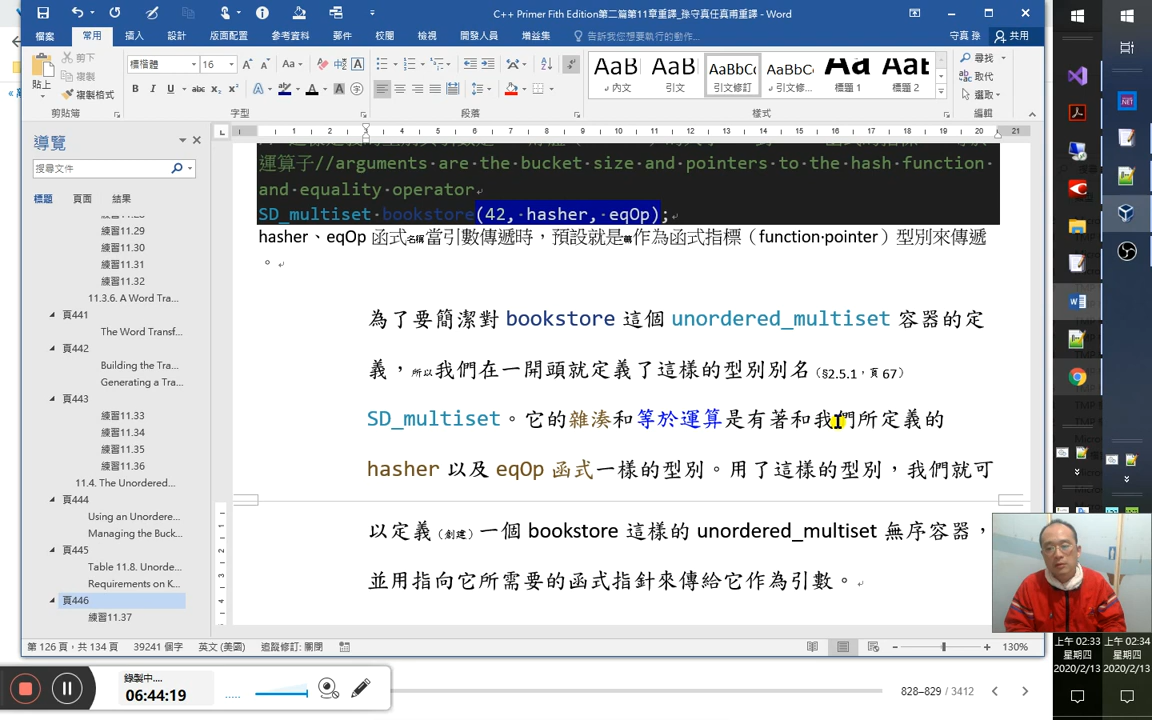 C++ Primer Fith Edition第二篇第11章重譯_孫守真任真甫重譯 - Word
檔案 常用 插入 設計 版面配置 參考資料 郵件 校閱 檢視 開發人員 增益集 告訴我您想要執行的動作... 守真 孫 共用
貼上 剪下 複製 複製格式
標楷體 16
AaB AaB AaBbCc AaBbCc AaB AaB
內文 引文 引文修訂 引文修... 標題 1 標題 2
尋找 取代 選取
剪貼簿 字型 段落 樣式 編輯
導覽
搜尋文件
標題 頁面 結果
練習11.29
練習11.30
練習11.31
練習11.32
11.3.6. A Word Tra...
頁441
The Word Transf...
頁442
Building the Tra...
Generating a Tra...
頁443
練習11.33
練習11.34
練習11.35
練習11.36
11.4. The Unordered...
頁444
Using an Unordere...
Managing the Buck...
頁445
Table 11.8. Unorde...
Requirements on K...
頁446
練習11.37
運算子//arguments are the bucket size and pointers to the hash function
and equality operator
SD_multiset bookstore(42, hasher, eqOp);
hasher、eqOp 函式名稱當引數傳遞時，預設就是作為函式指標（function pointer）型別來傳遞
。
為了要簡潔對 bookstore 這個 unordered_multiset 容器的定
義，所以我們在一開頭就定義了這樣的型別別名（§2.5.1，頁 67）
SD_multiset。它的雜湊和等於運算是有著和我們所定義的
hasher 以及 eqOp 函式一樣的型別。用了這樣的型別，我們就可
以定義（創建）一個 bookstore 這樣的 unordered_multiset 無序容器，
並用指向它所需要的函式指針來傳給它作為引數。
第 126 頁，共 134 頁 39241 個字 英文 (美國) 追蹤修訂: 關閉 130%
錄製中....
06:44:19
828–829 / 3412
上午 02:33
星期四
2020/2/13
上午 02:34
星期四
2020/2/13